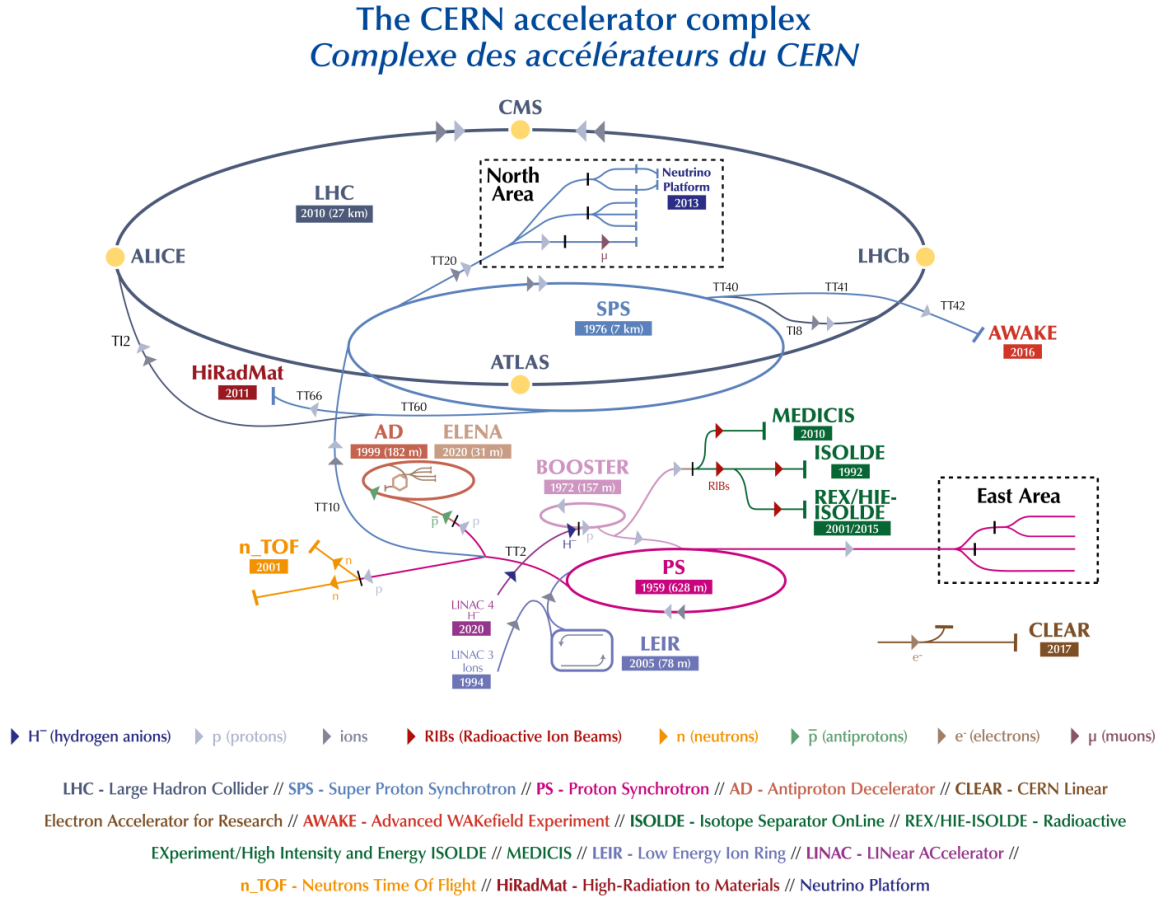 The CERN accelerator complex
Complexe des accélérateurs du CERN
CMS
North
Area
Neutrino
Platform
2013
LHC
2010 (27 km)
ALICE
LHCb
TT20
μ
TT40
TT41
TT42
SPS
1976 (7 km)
TI8
AWAKE
2016
TI2
ATLAS
HiRadMat
2011
TT66
TT60
AD
1999 (182 m)
ELENA
2020 (31 m)
MEDICIS
2010
BOOSTER
1972 (157 m)
ISOLDE
1992
RIBs
REX/HIE-
ISOLDE
2001/2015
East Area
TT10
p̅
p
H⁻
p
n_TOF
2001
n
n
p
TT2
PS
1959 (628 m)
LINAC 4
H⁻
2020
LINAC 3
Ions
1994
LEIR
2005 (78 m)
e⁻
CLEAR
2017
H⁻ (hydrogen anions)
p (protons)
ions
RIBs (Radioactive Ion Beams)
n (neutrons)
p̅ (antiprotons)
e⁻ (electrons)
μ (muons)
LHC - Large Hadron Collider // SPS - Super Proton Synchrotron // PS - Proton Synchrotron // AD - Antiproton Decelerator // CLEAR - CERN Linear
Electron Accelerator for Research // AWAKE - Advanced WAKefield Experiment // ISOLDE - Isotope Separator OnLine // REX/HIE-ISOLDE - Radioactive
EXperiment/High Intensity and Energy ISOLDE // MEDICIS // LEIR - Low Energy Ion Ring // LINAC - LINear ACcelerator //
n_TOF - Neutrons Time Of Flight // HiRadMat - High-Radiation to Materials // Neutrino Platform